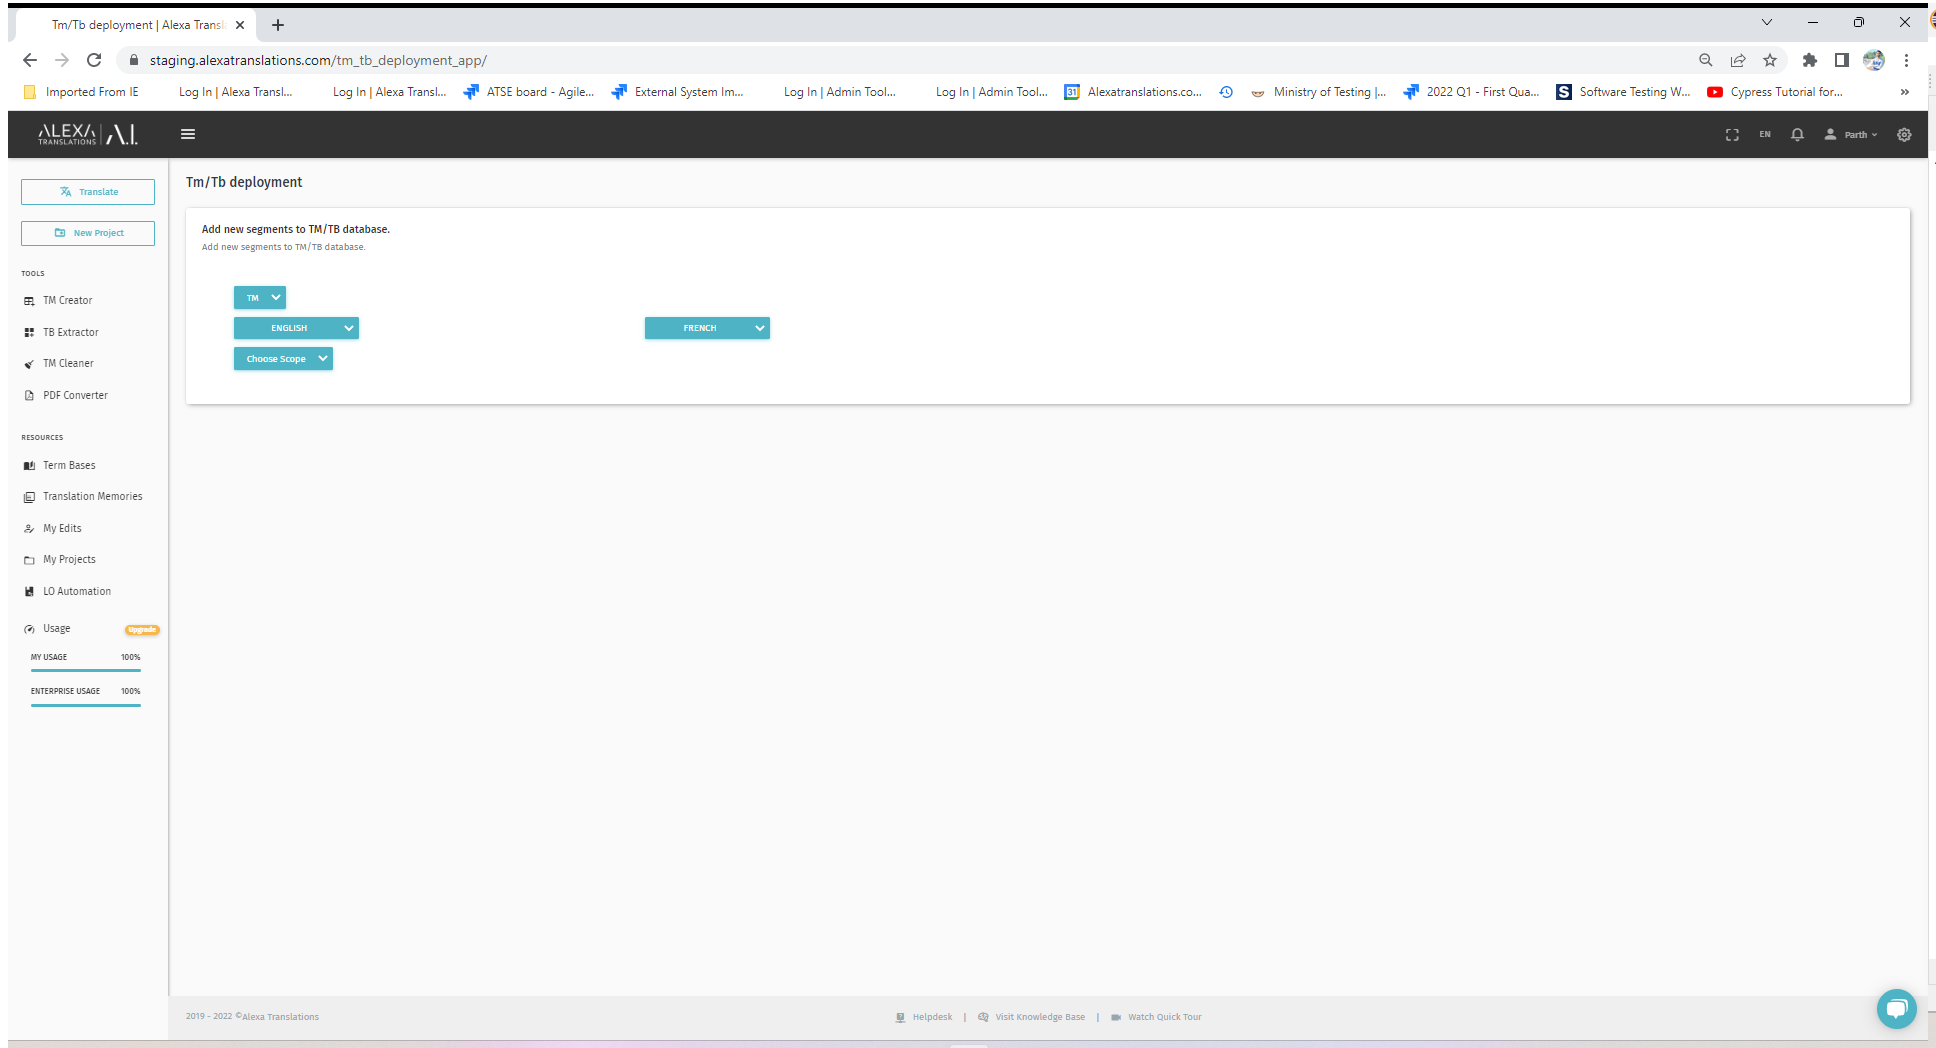 Tm/Tb deployment | Alexa Transl
staging.alexatranslations.com/tm_tb_deployment_app/
Imported From IE Log In | Alexa Transl... Log In | Alexa Transl... ATSE board - Agile... External System Im... Log In | Admin Tool... Log In | Admin Tool... 31 Alexatranslations.co... Ministry of Testing |... 2022 Q1 - First Qua... S Software Testing W... Cypress Tutorial for... »
ALEXA TRANSLATIONS | A.I.
EN Parth
Translate
New Project
TOOLS
TM Creator
TB Extractor
TM Cleaner
PDF Converter
RESOURCES
Term Bases
Translation Memories
My Edits
My Projects
LO Automation
Usage Upgrade
MY USAGE 100%
ENTERPRISE USAGE 100%
Tm/Tb deployment
Add new segments to TM/TB database.
Add new segments to TM/TB database.
TM
ENGLISH FRENCH
Choose Scope
2019 - 2022 ©Alexa Translations Helpdesk | Visit Knowledge Base | Watch Quick Tour